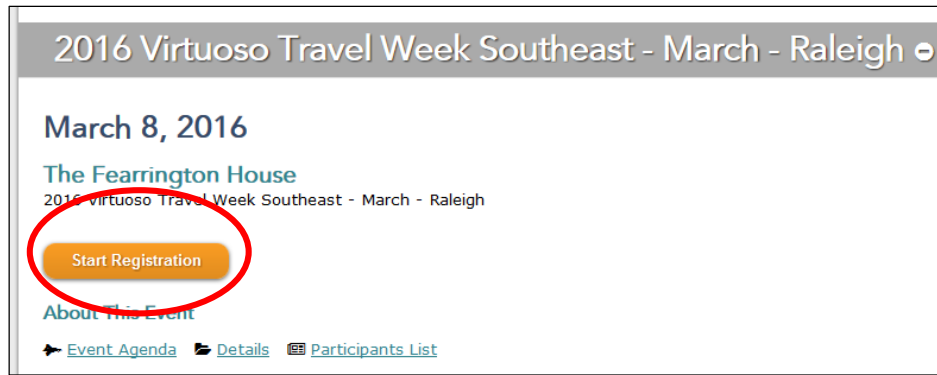 2016 Virtuoso Travel Week Southeast - March - Raleigh
March 8, 2016
The Fearrington House
2016 Virtuoso Travel Week Southeast - March - Raleigh
Start Registration
About This Event
Event Agenda Details Participants List